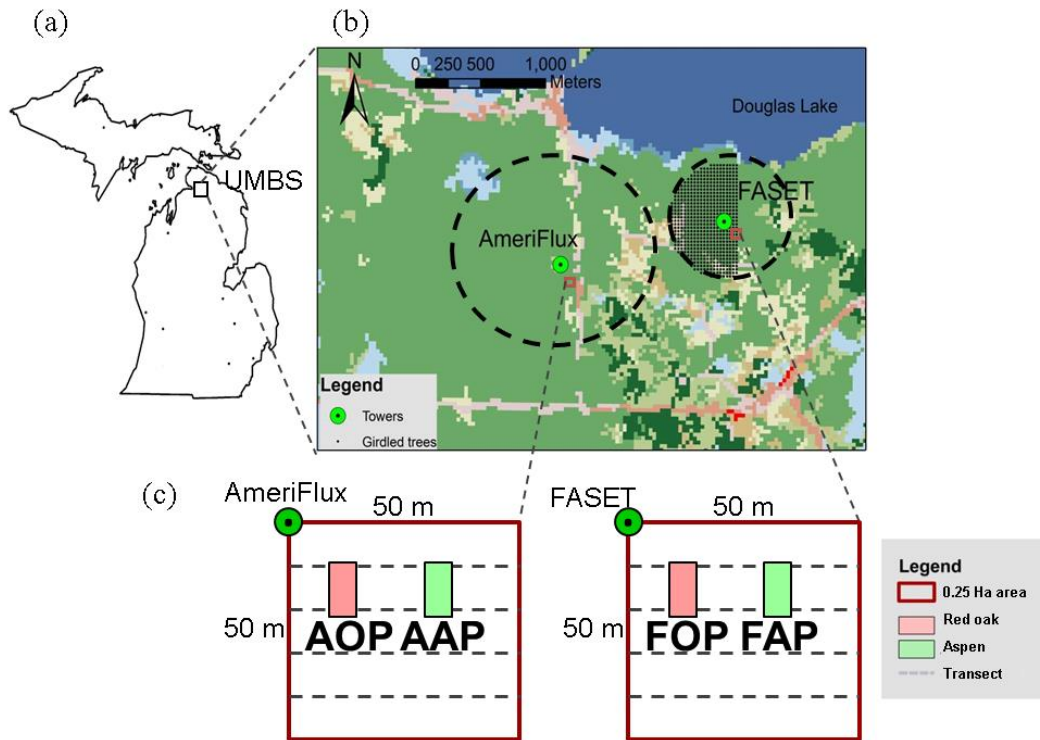 (a)
UMBS
(b)
N
0 250 500 1,000
Meters
Douglas Lake
FASET
AmeriFlux
Legend
Towers
Girdled trees
(c)
AmeriFlux
50 m
50 m
AOP AAP
FASET
50 m
50 m
FOP FAP
Legend
0.25 Ha area
Red oak
Aspen
Transect